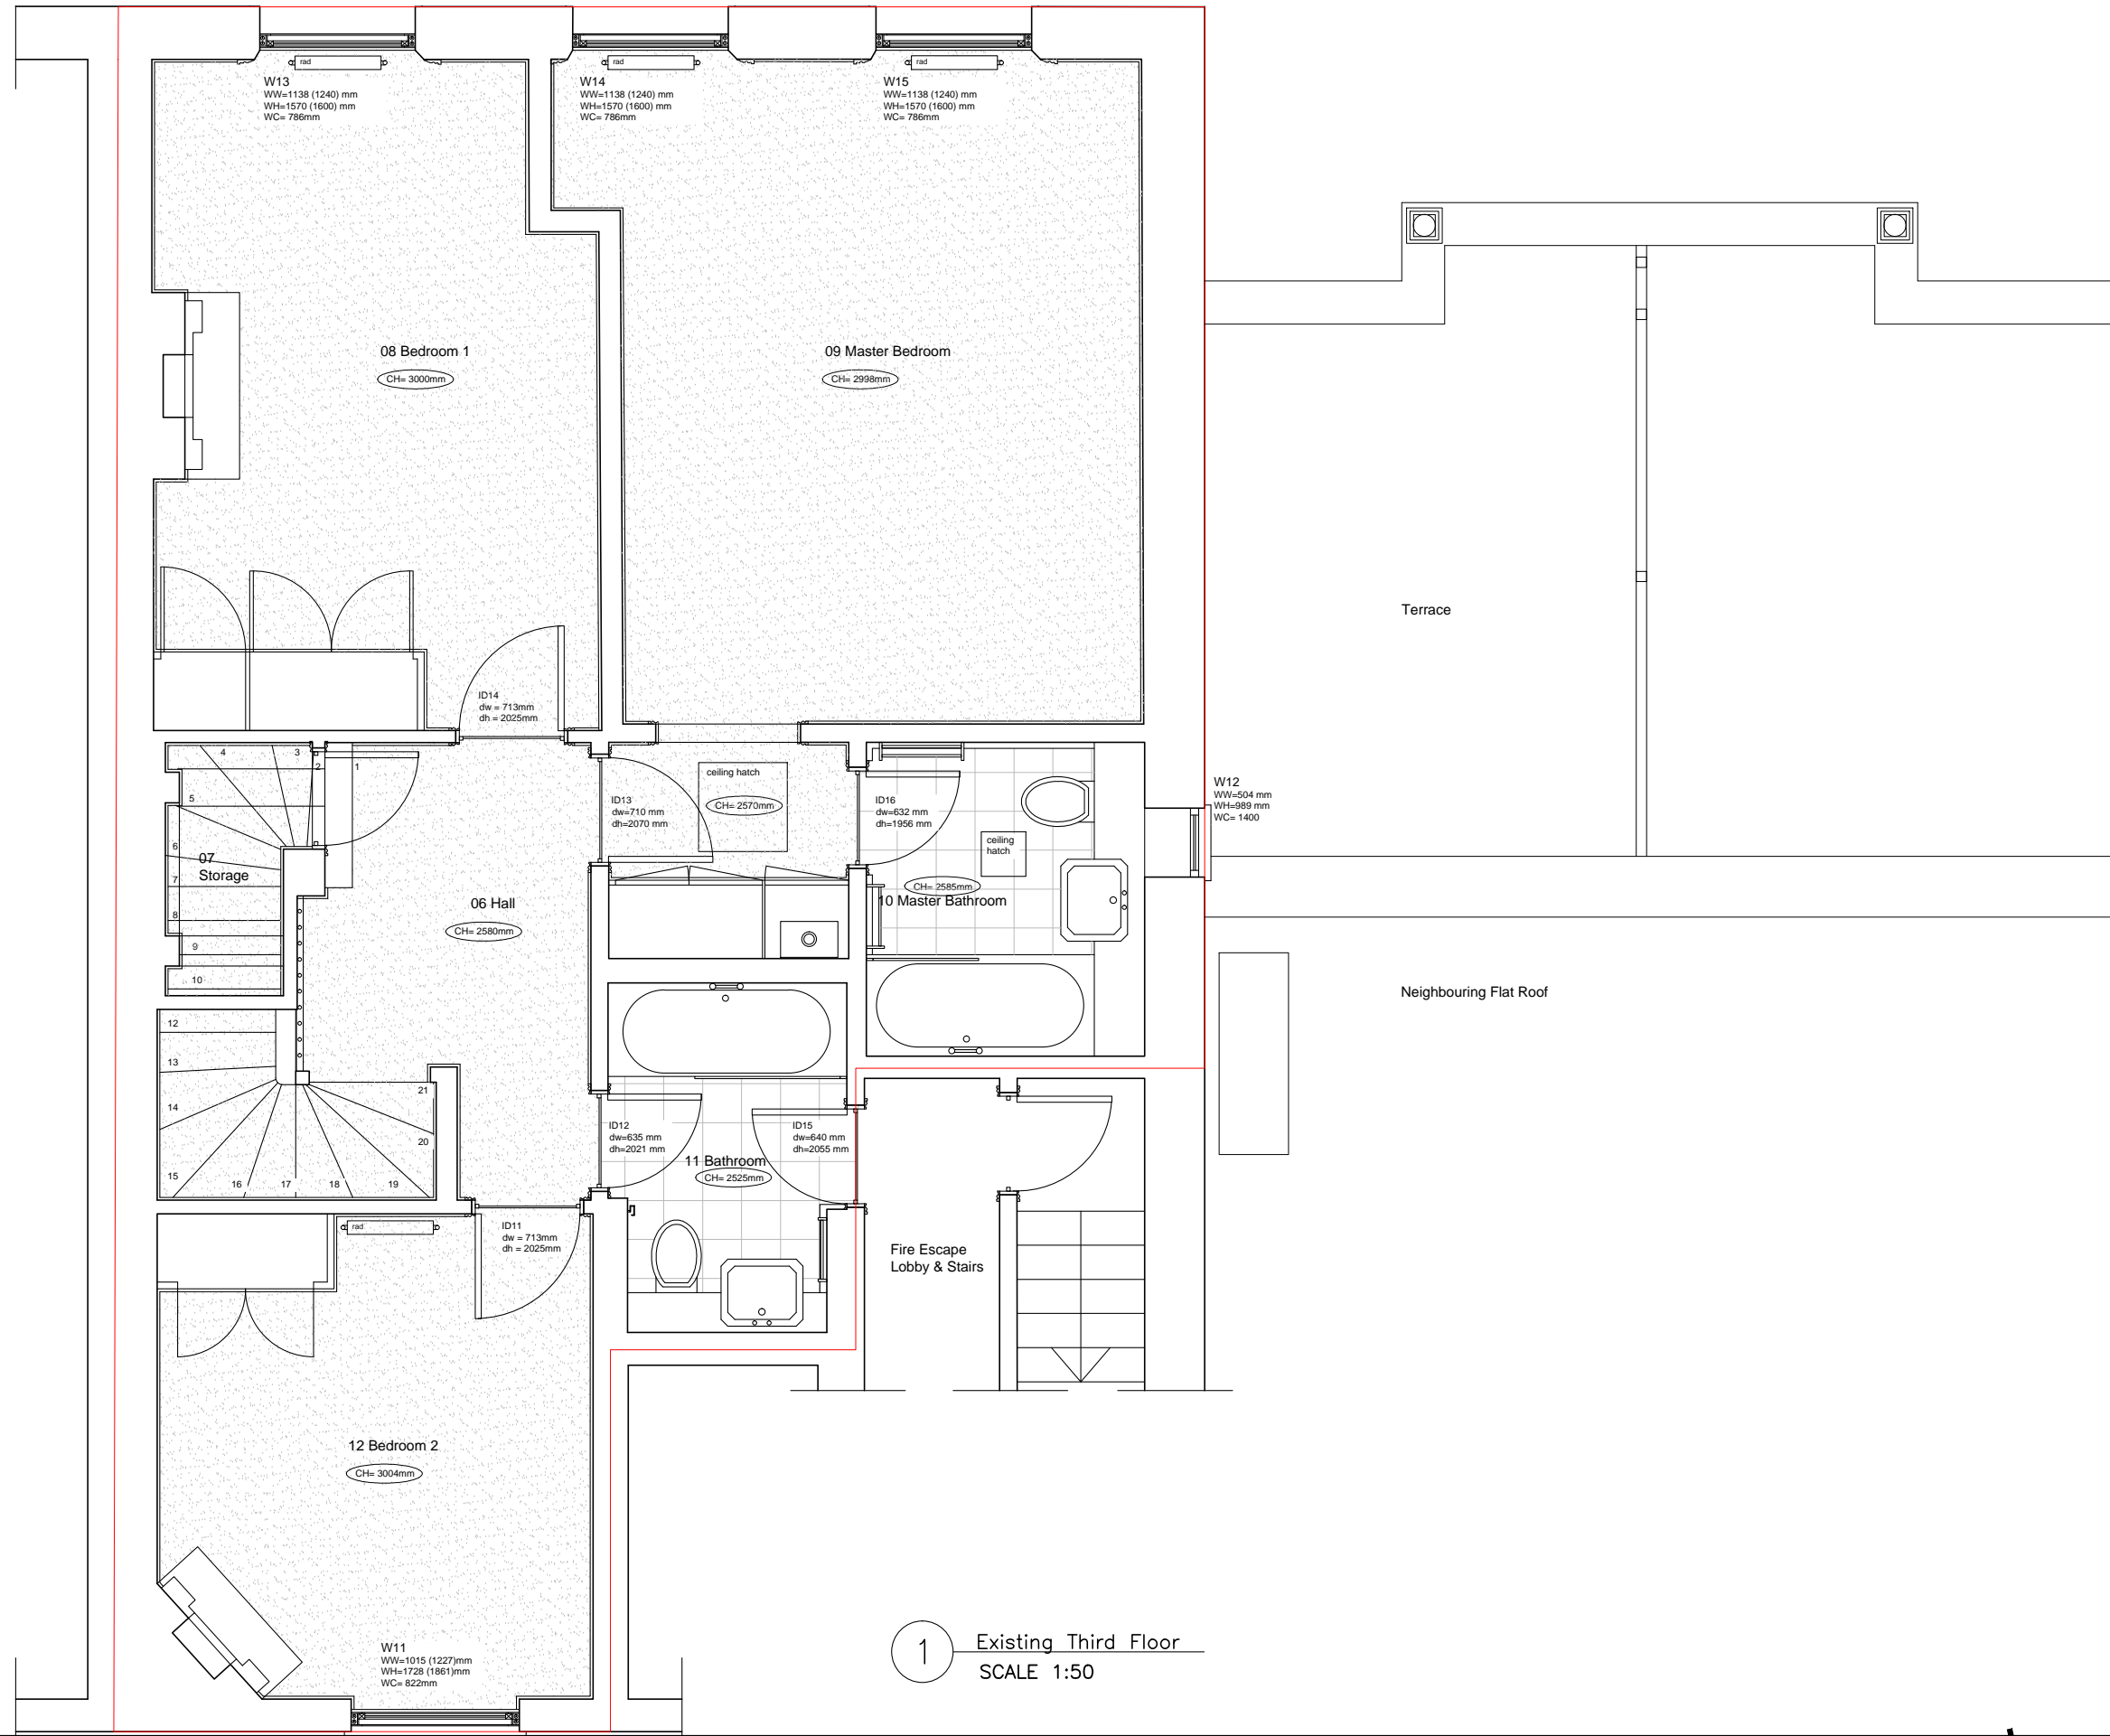 rad
rad
rad
W13
WW=1138 (1240) mm
WH=1570 (1600) mm
WC= 786mm
W14
WW=1138 (1240) mm
WH=1570 (1600) mm
WC= 786mm
W15
WW=1138 (1240) mm
WH=1570 (1600) mm
WC= 786mm
08 Bedroom 1
CH= 3000mm
09 Master Bedroom
CH= 2998mm
Terrace
ID14
dw = 713mm
dh = 2025mm
4
3
2
1
5
6
7
8
9
10
07
Storage
06 Hall
CH= 2580mm
ID13
dw=710 mm
dh=2070 mm
ceiling hatch
CH= 2570mm
ID16
dw=632 mm
dh=1956 mm
ceiling
hatch
CH= 2585mm
10 Master Bathroom
W12
WW=504 mm
WH=989 mm
WC= 1400
Neighbouring Flat Roof
12
13
14
15
16
17
18
19
20
21
ID12
dw=635 mm
dh=2021 mm
ID15
dw=640 mm
dh=2055 mm
11 Bathroom
CH= 2525mm
rad
ID11
dw = 713mm
dh = 2025mm
Fire Escape
Lobby & Stairs
12 Bedroom 2
CH= 3004mm
W11
WW=1015 (1227)mm
WH=1728 (1861)mm
WC= 822mm
1
Existing Third Floor
SCALE 1:50